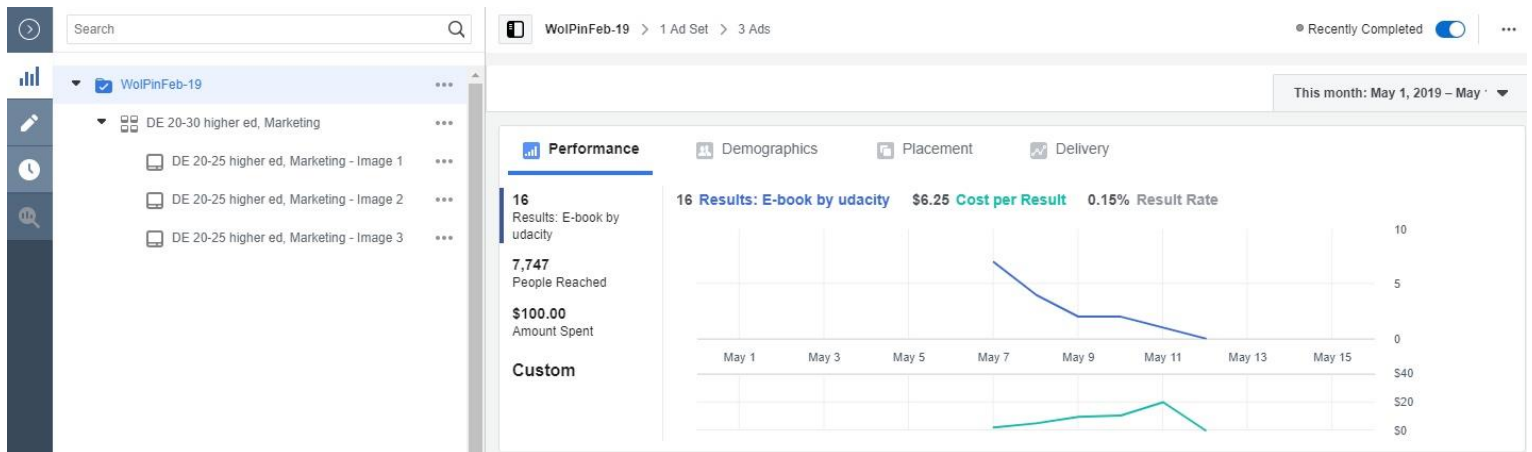 Search
WolPinFeb-19
DE 20-30 higher ed, Marketing
DE 20-25 higher ed, Marketing - Image 1
DE 20-25 higher ed, Marketing - Image 2
DE 20-25 higher ed, Marketing - Image 3
WolPinFeb-19 > 1 Ad Set > 3 Ads
Recently Completed
This month: May 1, 2019 – May
Performance
Demographics
Placement
Delivery
16
Results: E-book by
udacity
7,747
People Reached
$100.00
Amount Spent
Custom
16 Results: E-book by udacity $6.25 Cost per Result 0.15% Result Rate
10
5
0
May 1 May 3 May 5 May 7 May 9 May 11 May 13 May 15
$40
$20
$0